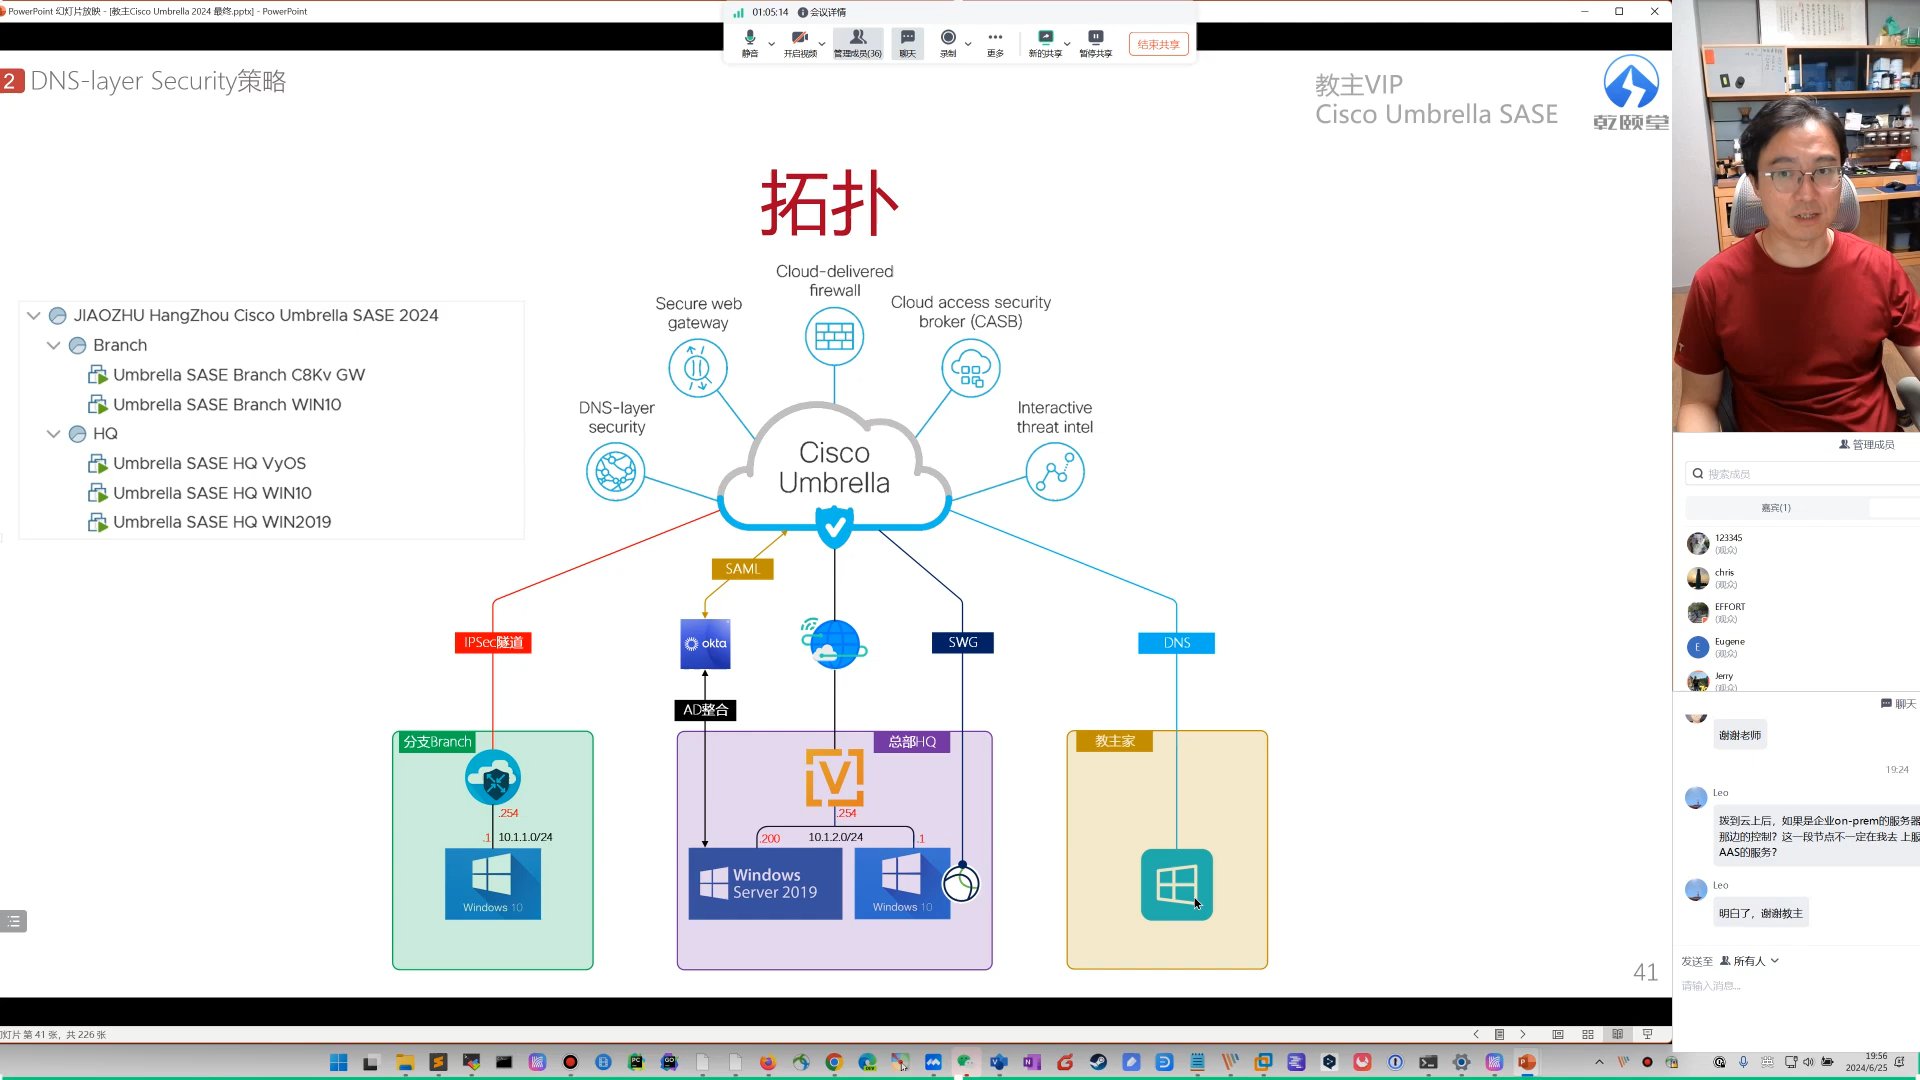 PowerPoint 幻灯片放映 - [教主Cisco Umbrella 2024 最终.pptx] - PowerPoint
01:05:14 会议详情
静音 开启视频 管理成员(36) 聊天 录制 更多 新的共享 暂停共享 结束共享
2 DNS-layer Security策略
教主VIP
Cisco Umbrella SASE
乾颐堂
拓扑
JIAOZHU HangZhou Cisco Umbrella SASE 2024
Branch
Umbrella SASE Branch C8Kv GW
Umbrella SASE Branch WIN10
HQ
Umbrella SASE HQ VyOS
Umbrella SASE HQ WIN10
Umbrella SASE HQ WIN2019
Cloud-delivered
firewall
Secure web
gateway
Cloud access security
broker (CASB)
DNS-layer
security
Interactive
threat intel
Cisco
Umbrella
SAML
IPSec隧道
okta
SWG
DNS
AD整合
分支Branch
总部HQ
教主家
.254
.1 10.1.1.0/24
Windows 10
.254
.200 10.1.2.0/24 .1
Windows
Server 2019
Windows 10
41
管理成员
搜索成员
嘉宾(1)
123345
(观众)
chris
(观众)
EFFORT
(观众)
E
Eugene
(观众)
Jerry
(观众)
聊天
谢谢老师
19:24
Leo
拨到云上后，如果是企业on-prem的服务器
那边的控制？这一段节点不一定在我去 上服
AAS的服务？
Leo
明白了，谢谢教主
发送至 所有人
请输入消息...
灯片 第 41 张，共 226 张
19:56
2024/6/25